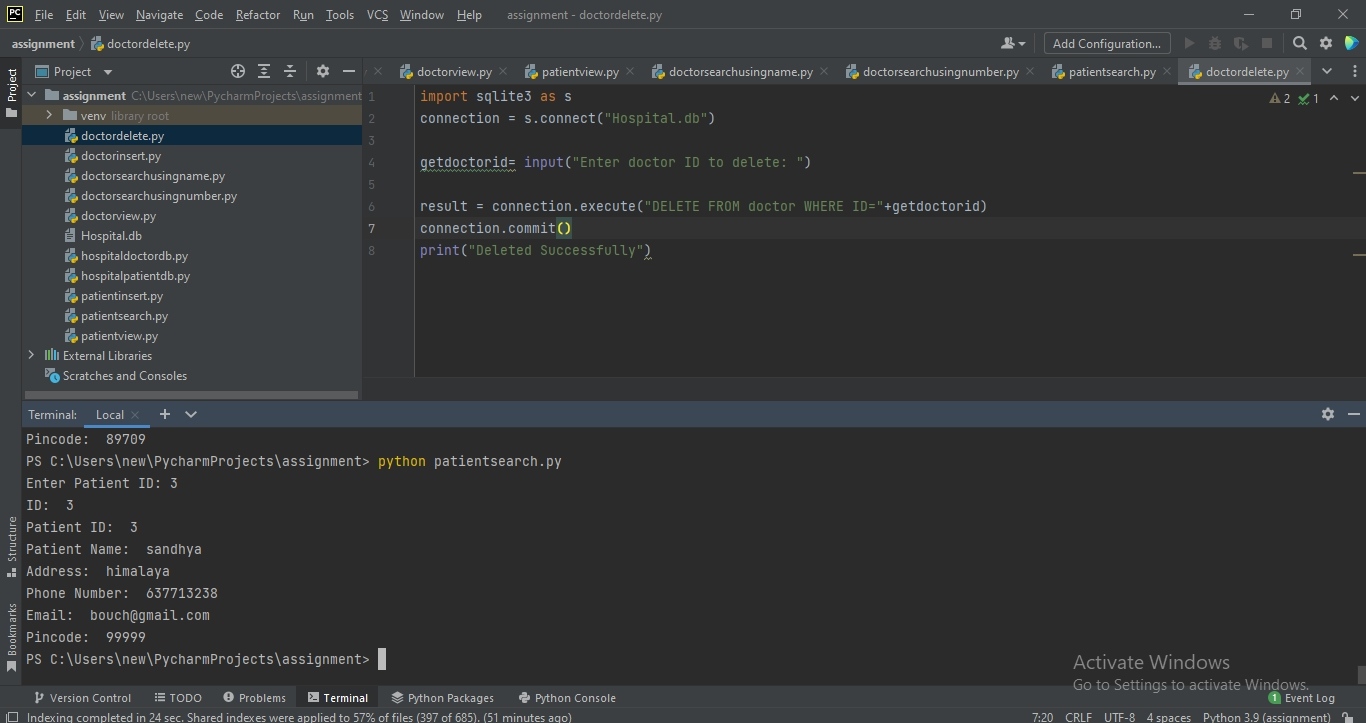 PC File Edit View Navigate Code Refactor Run Tools VCS Window Help assignment - doctordelete.py
assignment doctordelete.py Add Configuration...
Project doctorview.py patientview.py doctorsearchusingname.py doctorsearchusingnumber.py patientsearch.py doctordelete.py
Project
assignment C:\Users\new\PycharmProjects\assignment
venv library root
doctordelete.py
doctorinsert.py
doctorsearchusingname.py
doctorsearchusingnumber.py
doctorview.py
Hospital.db
hospitaldoctordb.py
hospitalpatientdb.py
patientinsert.py
patientsearch.py
patientview.py
External Libraries
Scratches and Consoles
2 1
1 import sqlite3 as s
2 connection = s.connect("Hospital.db")
3
4 getdoctorid= input("Enter doctor ID to delete: ")
5
6 result = connection.execute("DELETE FROM doctor WHERE ID="+getdoctorid)
7 connection.commit()
8 print("Deleted Successfully")
Terminal: Local
Pincode:  89709
PS C:\Users\new\PycharmProjects\assignment> python patientsearch.py
Enter Patient ID: 3
ID:  3
Patient ID:  3
Patient Name:  sandhya
Address:  himalaya
Phone Number:  637713238
Email:  bouch@gmail.com
Pincode:  99999
PS C:\Users\new\PycharmProjects\assignment>
Structure
Bookmarks
Activate Windows
Go to Settings to activate Windows.
Version Control TODO Problems Terminal Python Packages Python Console 1 Event Log
Indexing completed in 24 sec. Shared indexes were applied to 57% of files (397 of 685). (51 minutes ago) 7:20 CRLF UTF-8 4 spaces Python 3.9 (assignment)